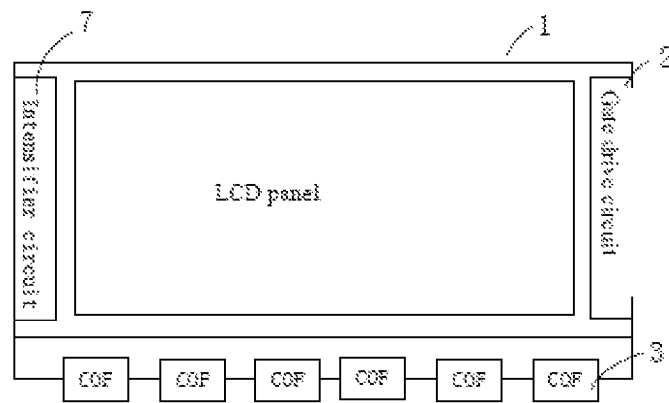 7
1
2
Intensifier circuit
LCD panel
Gate drive circuit
3
COF COF COF COF COF COF